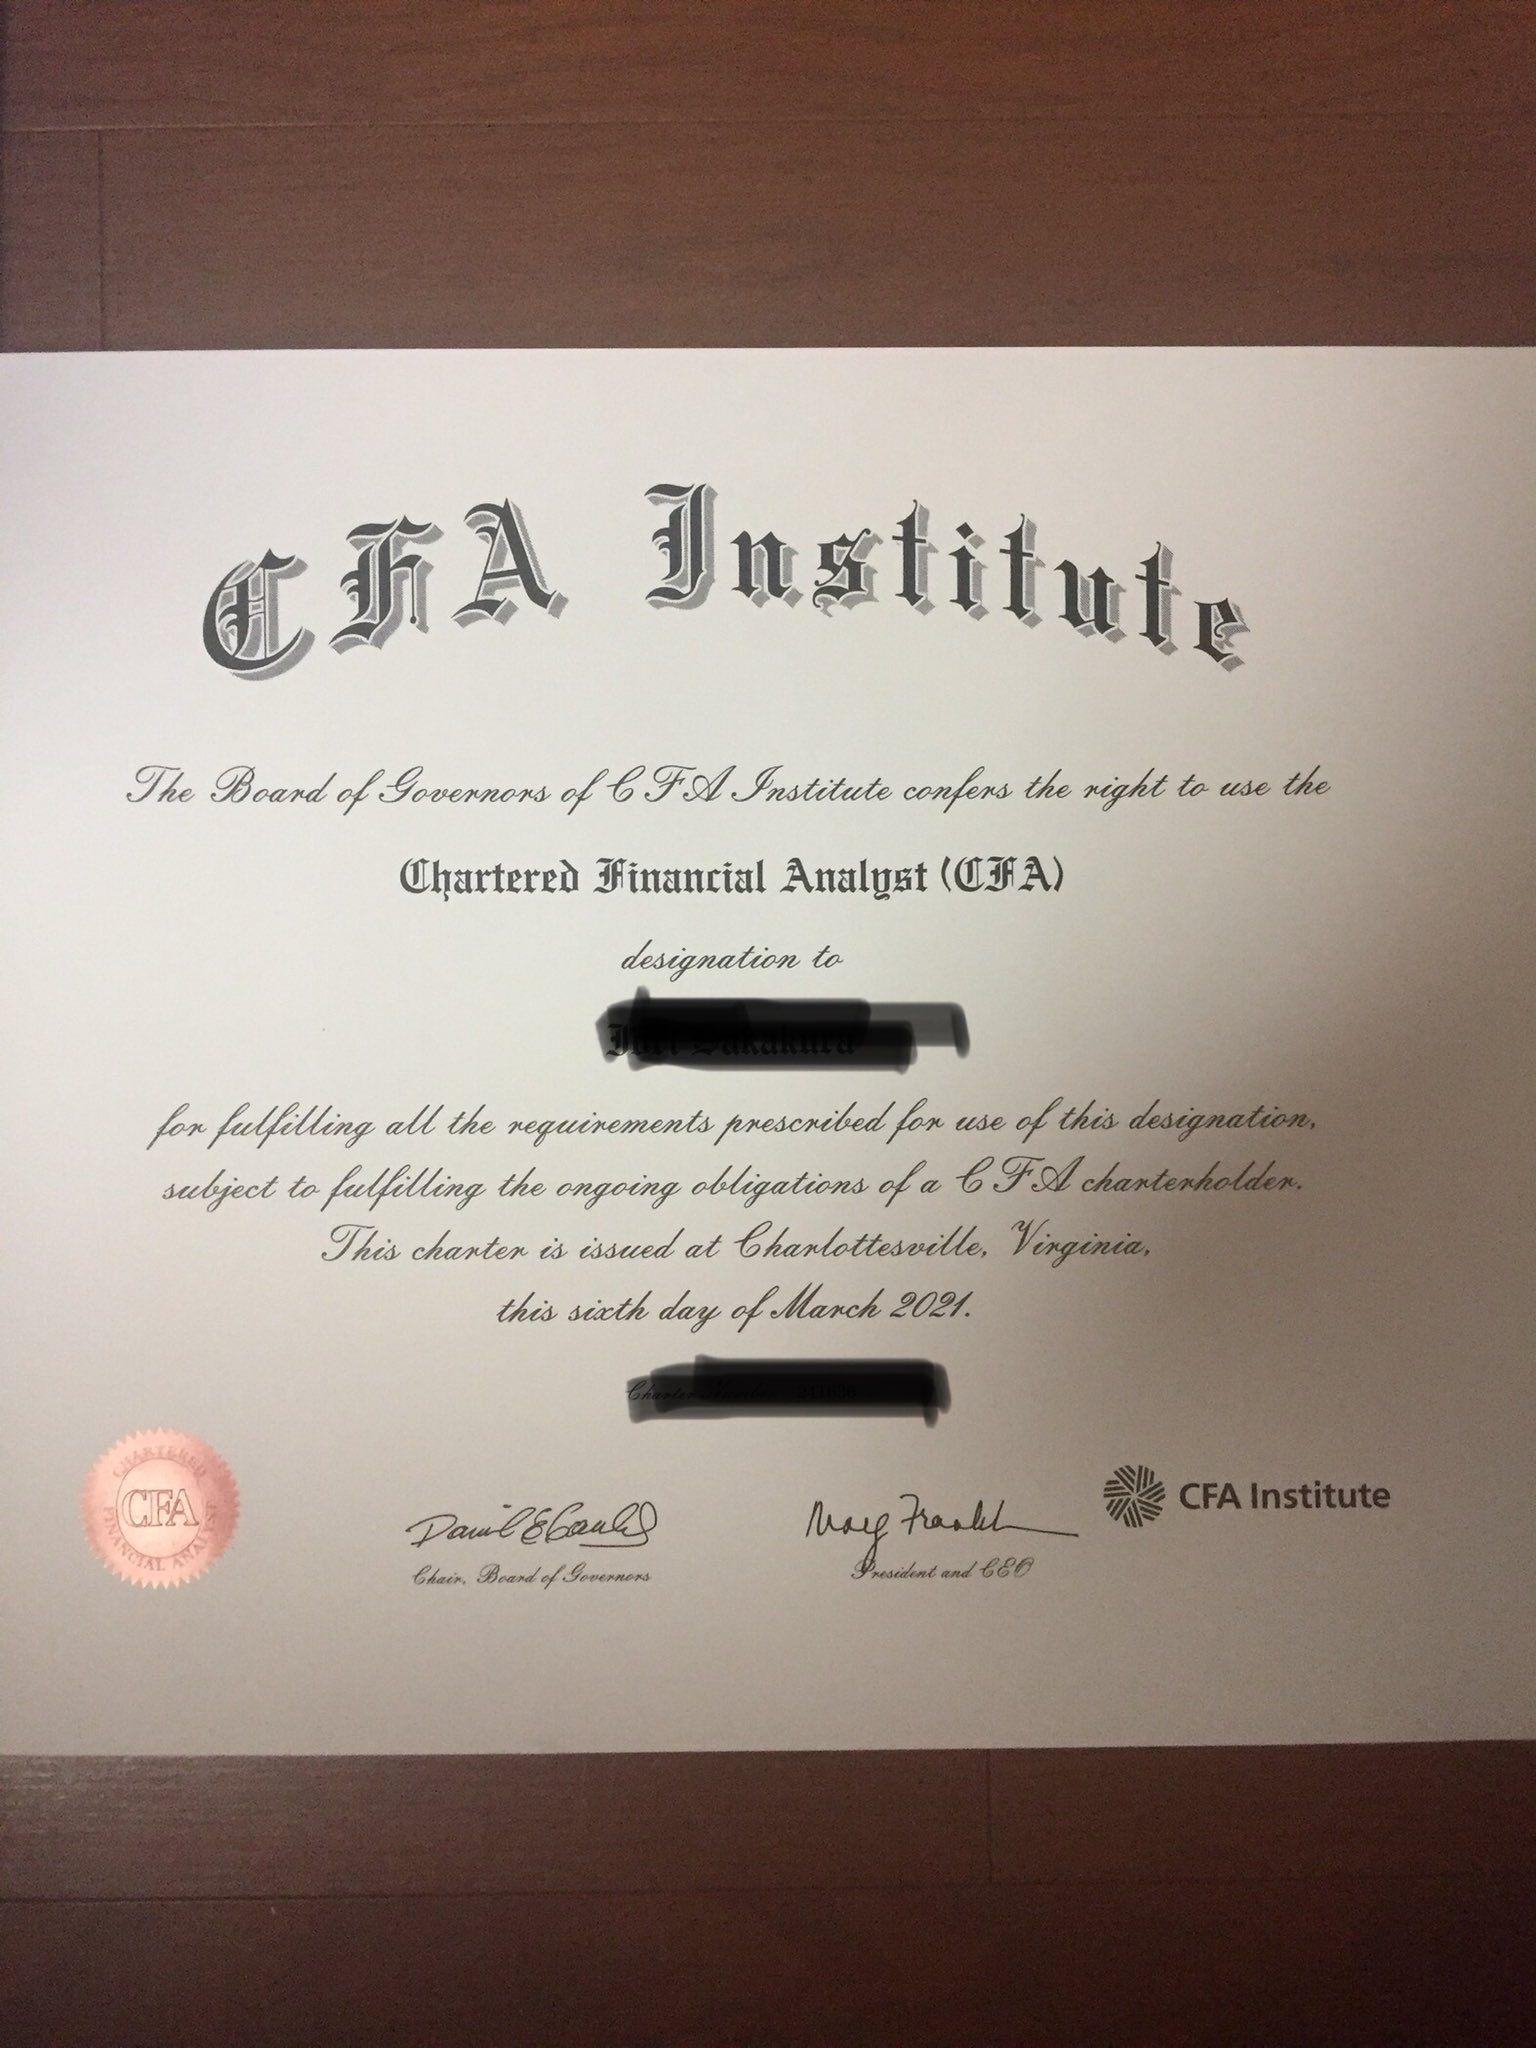 CFA Institute
The Board of Governors of CFA Institute confers the right to use the
Chartered Financial Analyst (CFA)
designation to
for fulfilling all the requirements prescribed for use of this designation,
subject to fulfilling the ongoing obligations of a CFA charterholder.
This charter is issued at Charlottesville, Virginia,
this sixth day of March 2021.
CHARTERED
CFA
FINANCIAL ANALYST
Chair, Board of Governors
President and CEO
CFA Institute